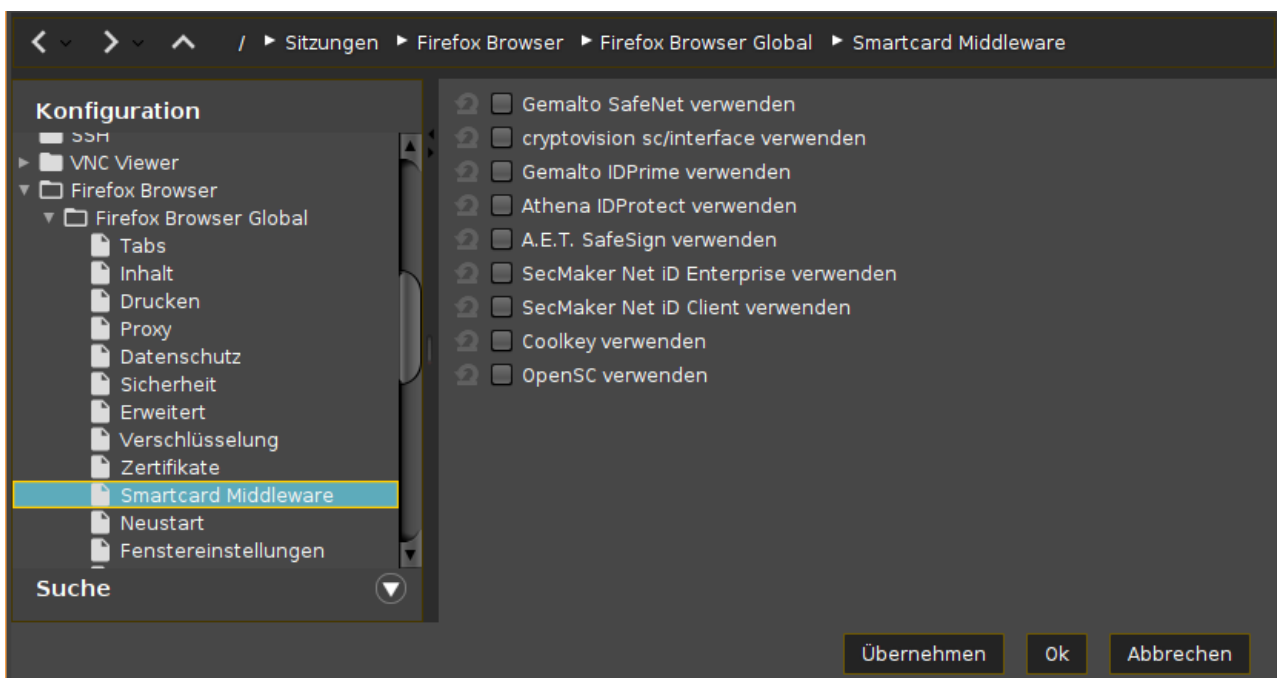 / Sitzungen Firefox Browser Firefox Browser Global Smartcard Middleware
Konfiguration
SSH
VNC Viewer
Firefox Browser
Firefox Browser Global
Tabs
Inhalt
Drucken
Proxy
Datenschutz
Sicherheit
Erweitert
Verschlüsselung
Zertifikate
Smartcard Middleware
Neustart
Fenstereinstellungen
Suche
Gemalto SafeNet verwenden
cryptovision sc/interface verwenden
Gemalto IDPrime verwenden
Athena IDProtect verwenden
A.E.T. SafeSign verwenden
SecMaker Net iD Enterprise verwenden
SecMaker Net iD Client verwenden
Coolkey verwenden
OpenSC verwenden
Übernehmen
Ok
Abbrechen